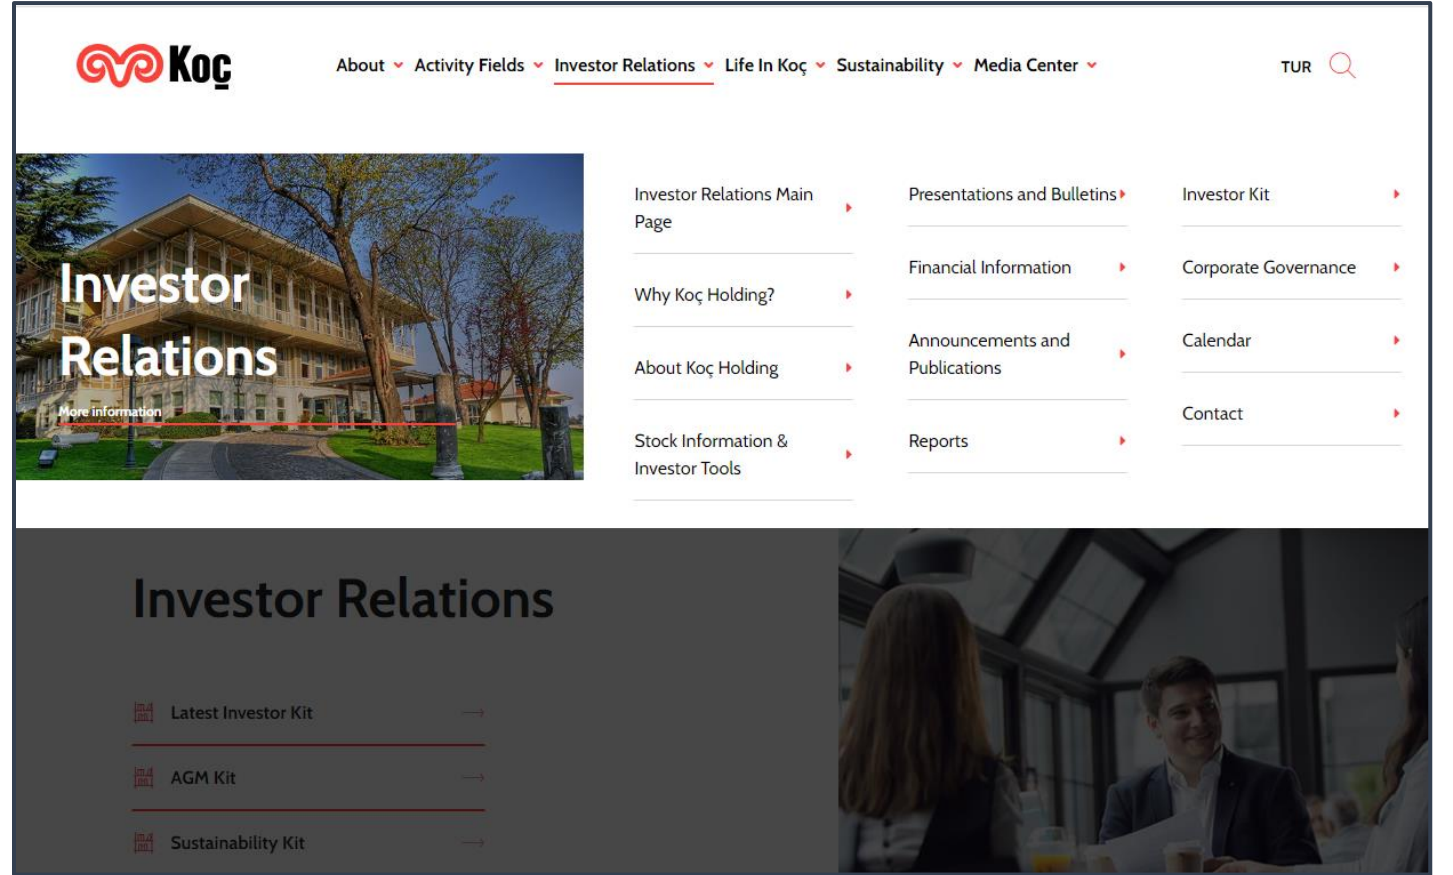 Koç
About
Activity Fields
Investor Relations
Life In Koç
Sustainability
Media Center
TUR
Investor
Relations
More information
Investor Relations Main
Page
Why Koç Holding?
About Koç Holding
Stock Information &
Investor Tools
Presentations and Bulletins
Financial Information
Announcements and
Publications
Reports
Investor Kit
Corporate Governance
Calendar
Contact
Investor Relations
Latest Investor Kit
AGM Kit
Sustainability Kit